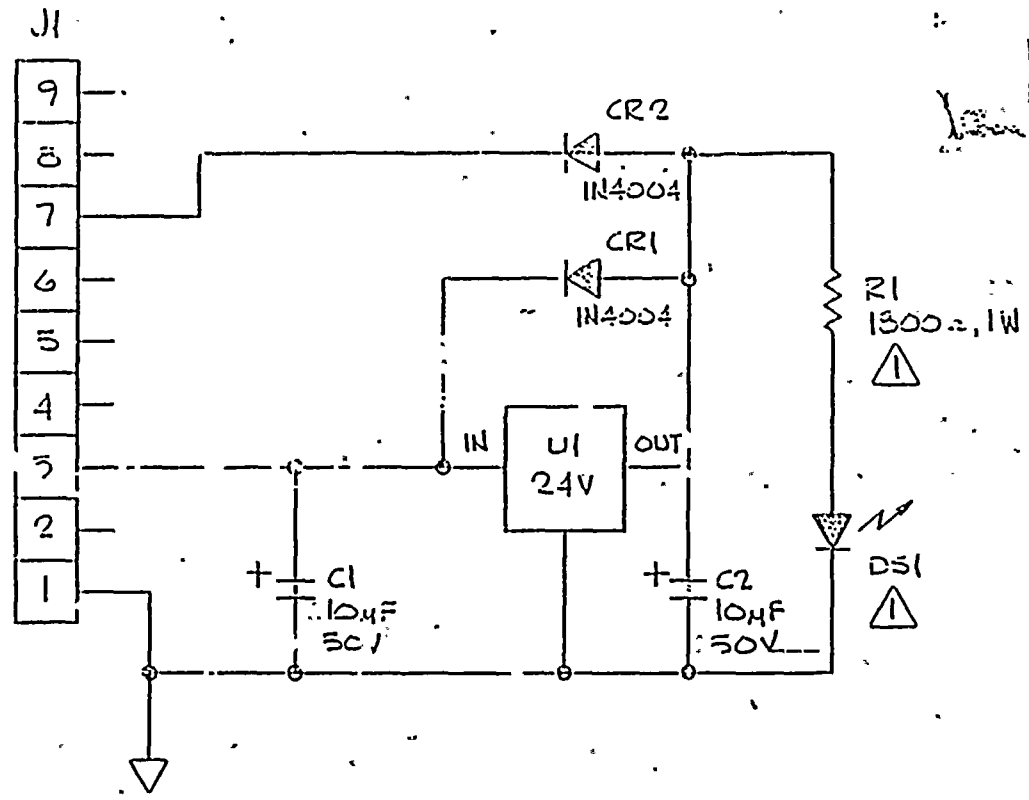 J1
9
8
7
6
5
4
3
2
1
CR2
1N4004
CR1
1N4004
R1
1800Ω, 1W
1
IN
U1
24V
OUT
+
C1
10µF
50V
+
C2
10µF
50V
DS1
1